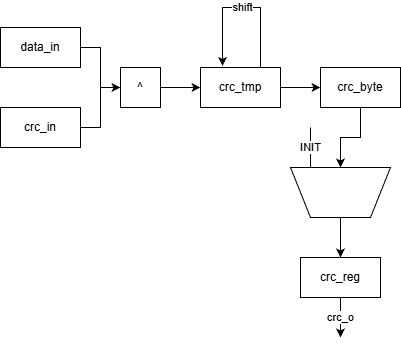 shift
data_in
^
crc_tmp
crc_byte
crc_in
INIT
crc_reg
crc_o